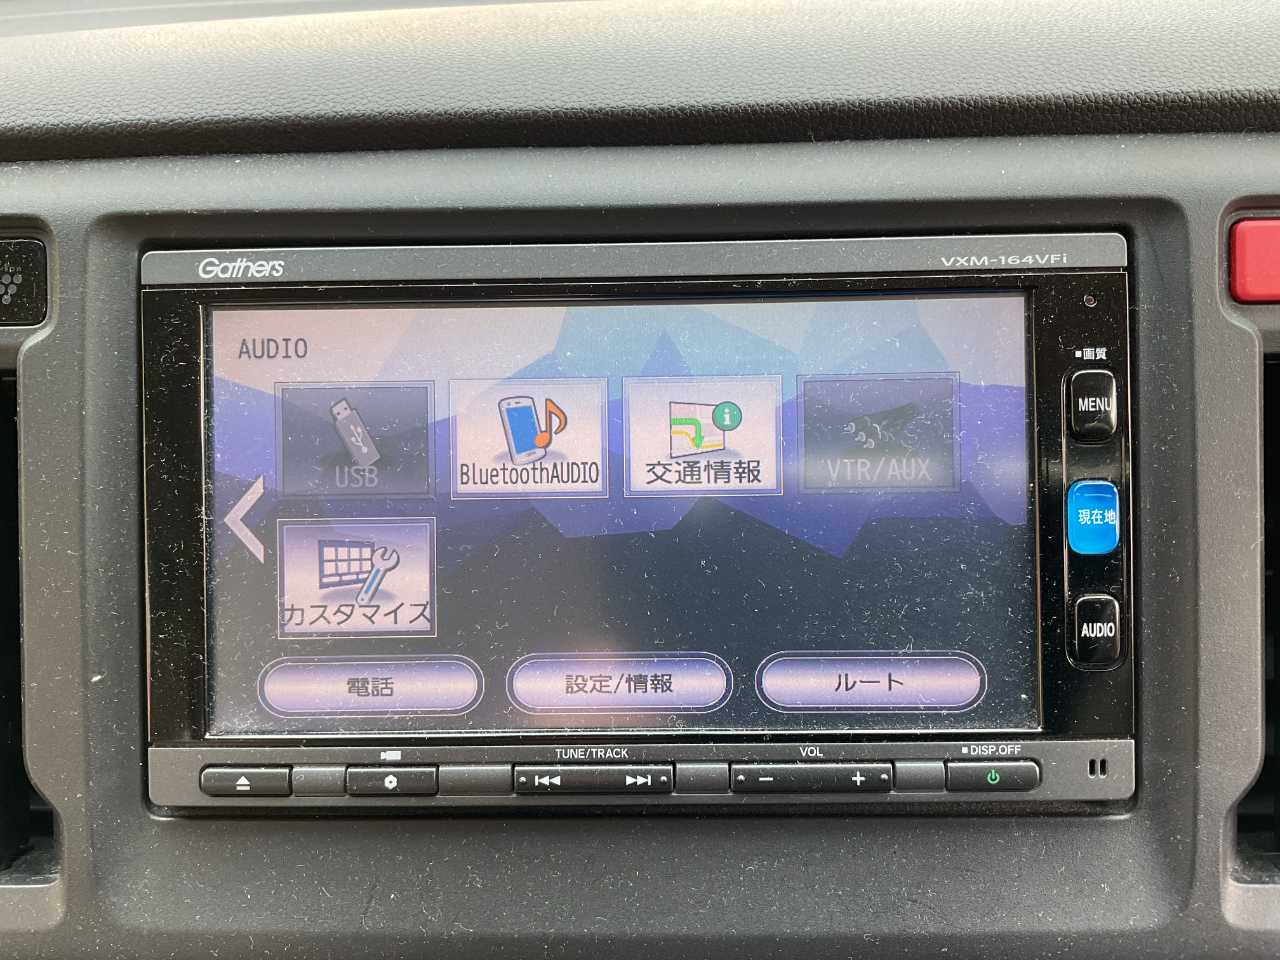 Gathers
VXM-164VFi
AUDIO
USB
BluetoothAUDIO
交通情報
VTR/AUX
カスタマイズ
電話
設定/情報
ルート
■画質
MENU
現在地
AUDIO
TUNE/TRACK
VOL
■DISP.OFF